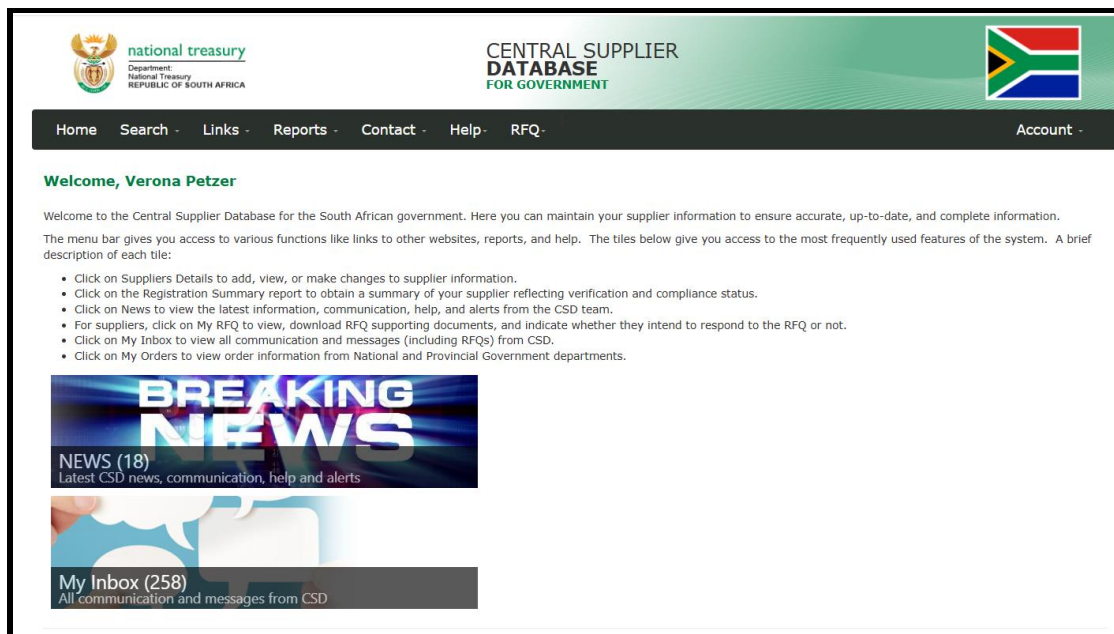 national treasury
Department:
National Treasury
REPUBLIC OF SOUTH AFRICA
CENTRAL SUPPLIER
DATABASE
FOR GOVERNMENT
Home Search - Links - Reports - Contact - Help- RFQ- Account -
Welcome, Verona Petzer
Welcome to the Central Supplier Database for the South African government. Here you can maintain your supplier information to ensure accurate, up-to-date, and complete information.
The menu bar gives you access to various functions like links to other websites, reports, and help. The tiles below give you access to the most frequently used features of the system. A brief
description of each tile:
• Click on Suppliers Details to add, view, or make changes to supplier information.
• Click on the Registration Summary report to obtain a summary of your supplier reflecting verification and compliance status.
• Click on News to view the latest information, communication, help, and alerts from the CSD team.
• For suppliers, click on My RFQ to view, download RFQ supporting documents, and indicate whether they intend to respond to the RFQ or not.
• Click on My Inbox to view all communication and messages (including RFQs) from CSD.
• Click on My Orders to view order information from National and Provincial Government departments.
BREAKING
NEWS
NEWS (18)
Latest CSD news, communication, help and alerts
My Inbox (258)
All communication and messages from CSD